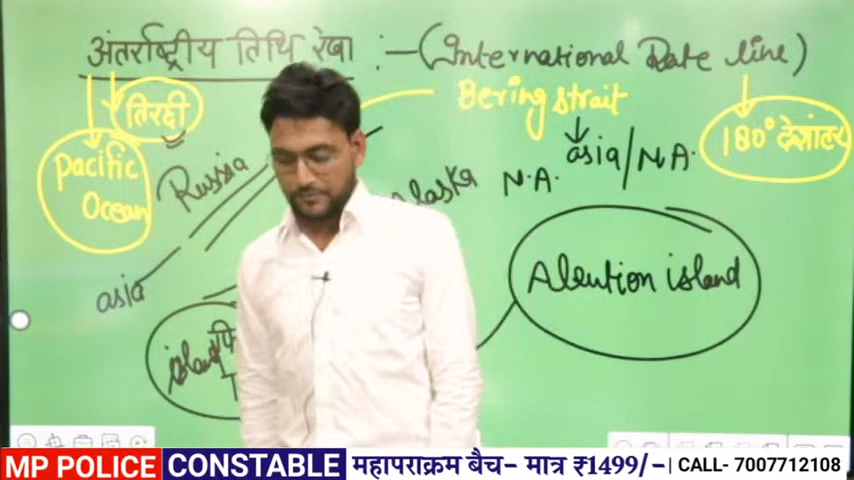 अंतर्राष्ट्रीय तिथि रेखा :- (International Date line)
तिरछी
Bering strait
180° देशांतर
Pacific
Ocean
Russia
asia/N.A.
N.A.
asia
Aleution island
island
MP POLICE CONSTABLE महापराक्रम बैच- मात्र ₹1499/-| CALL- 7007712108